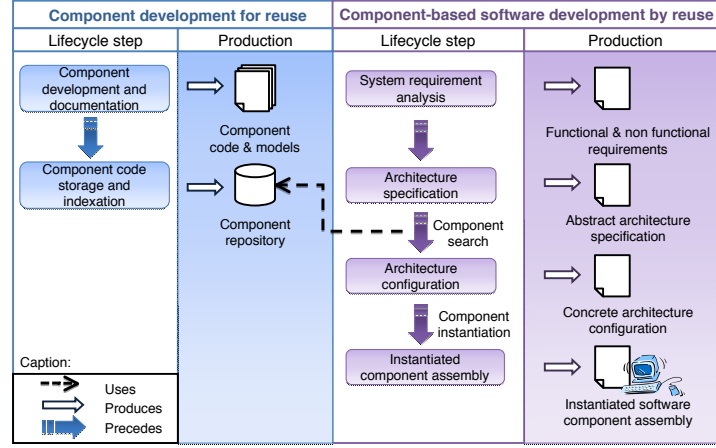 Component development for reuse
Component-based software development by reuse
Lifecycle step
Production
Lifecycle step
Production
Component
development and
documentation
Component
code & models
System requirement
analysis
Functional & non functional
requirements
Component code
storage and
indexation
Component
repository
Architecture
specification
Abstract architecture
specification
Component
search
Architecture
configuration
Concrete architecture
configuration
Component
instantiation
Instantiated
component assembly
Instantiated software
component assembly
Caption:
Uses
Produces
Precedes